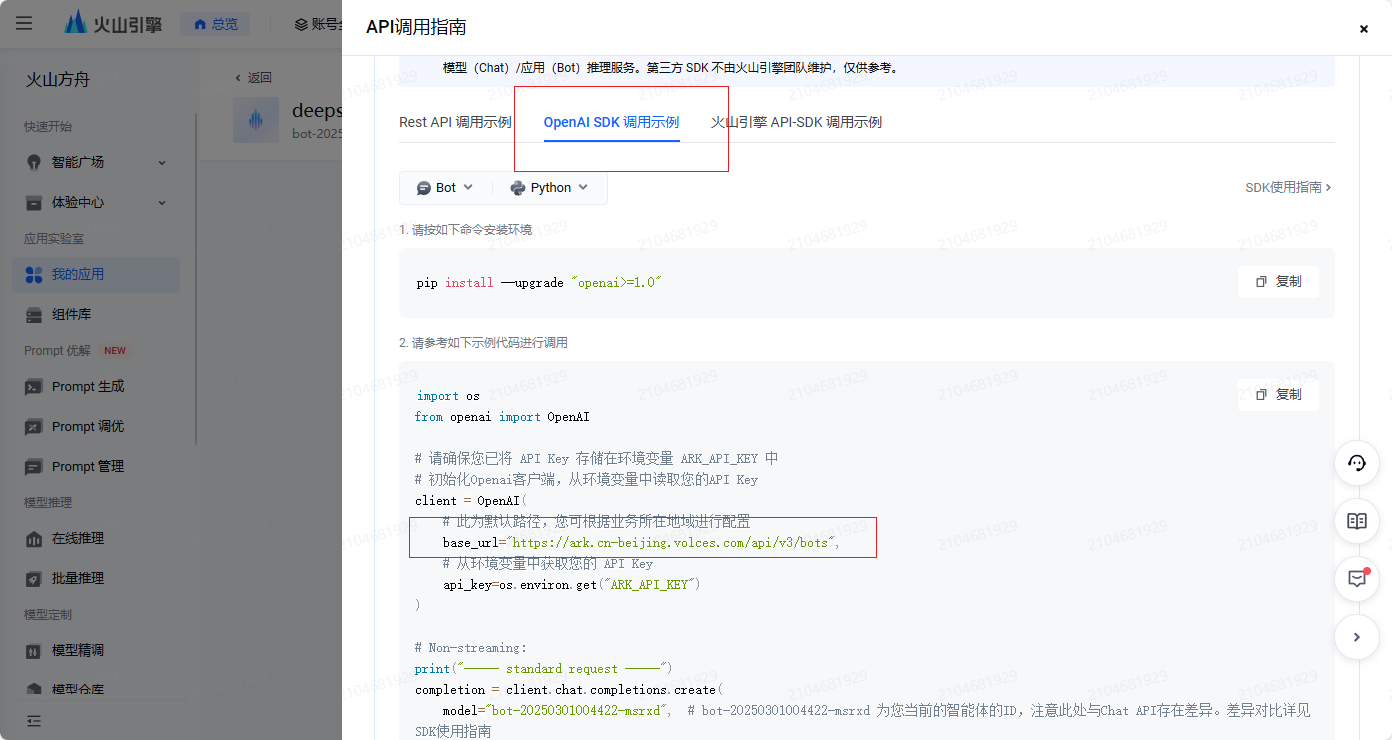 火山引擎
总览
账号全
API调用指南
火山方舟
返回
快速开始
智能广场
体验中心
应用实验室
我的应用
组件库
Prompt 优解 NEW
Prompt 生成
Prompt 调优
Prompt 管理
模型推理
在线推理
批量推理
模型定制
模型精调
模型仓库
deeps
bot-2025
模型（Chat）/应用（Bot）推理服务。第三方 SDK 不由火山引擎团队维护，仅供参考。
Rest API 调用示例
OpenAI SDK 调用示例
火山引擎 API-SDK 调用示例
Bot
Python
SDK使用指南
1. 请按如下命令安装环境
pip install --upgrade "openai>=1.0"
复制
2. 请参考如下示例代码进行调用
复制
import os
from openai import OpenAI
# 请确保您已将 API Key 存储在环境变量 ARK_API_KEY 中
# 初始化Openai客户端，从环境变量中读取您的API Key
client = OpenAI(
# 此为默认路径，您可根据业务所在地域进行配置
base_url="https://ark.cn-beijing.volces.com/api/v3/bots",
# 从环境变量中获取您的 API Key
api_key=os.environ.get("ARK_API_KEY")
)
# Non-streaming:
print("----- standard request -----")
completion = client.chat.completions.create(
model="bot-20250301004422-msrxd", # bot-20250301004422-msrxd 为您当前的智能体的ID，注意此处与Chat API存在差异。差异对比详见
SDK使用指南
2104681929